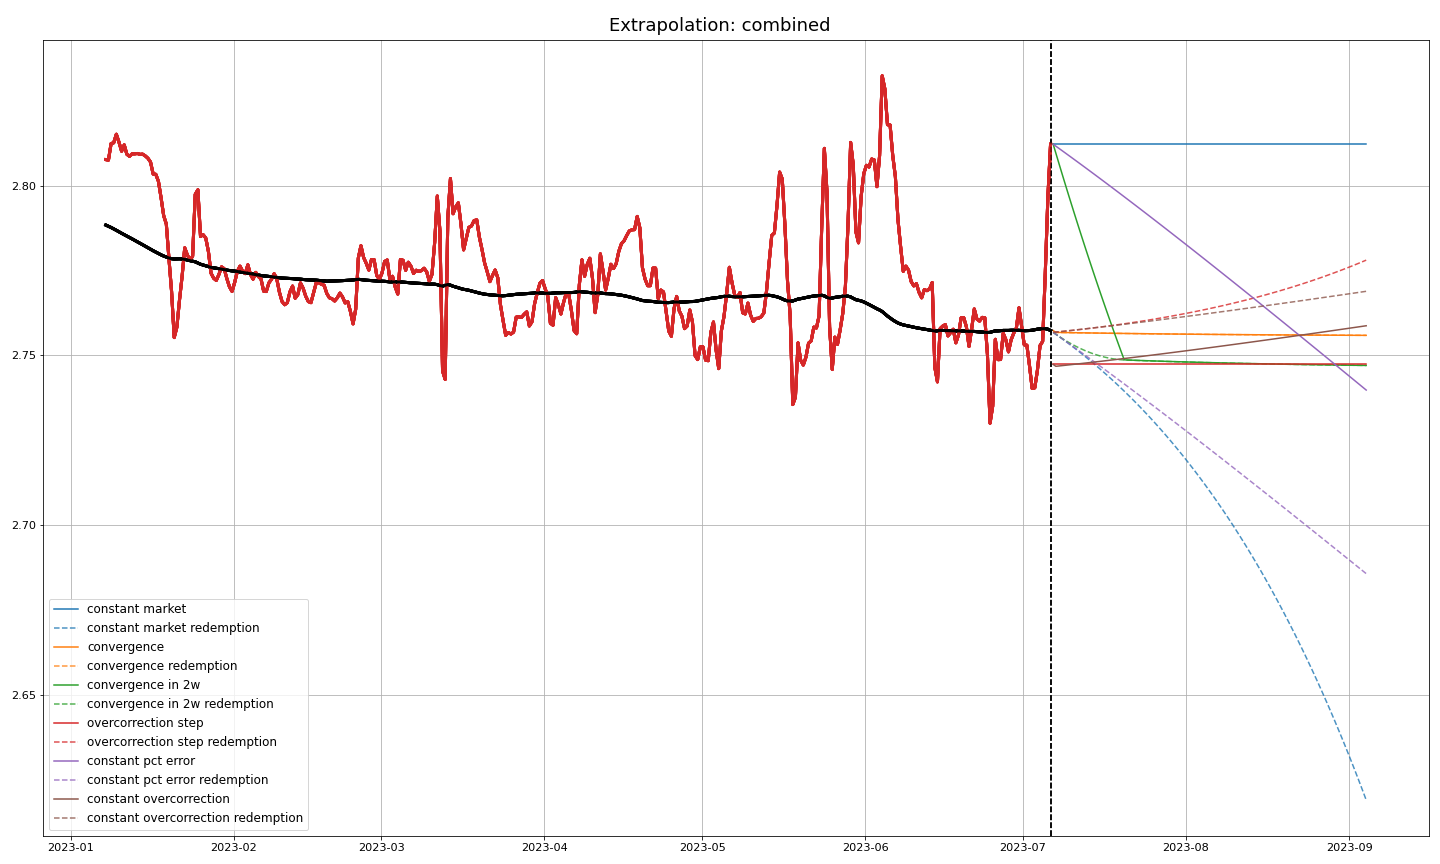 Extrapolation: combined
2.80
2.75
2.70
2.65
constant market
constant market redemption
convergence
convergence redemption
convergence in 2w
convergence in 2w redemption
overcorrection step
overcorrection step redemption
constant pct error
constant pct error redemption
constant overcorrection
constant overcorrection redemption
2023-01 2023-02 2023-03 2023-04 2023-05 2023-06 2023-07 2023-08 2023-09